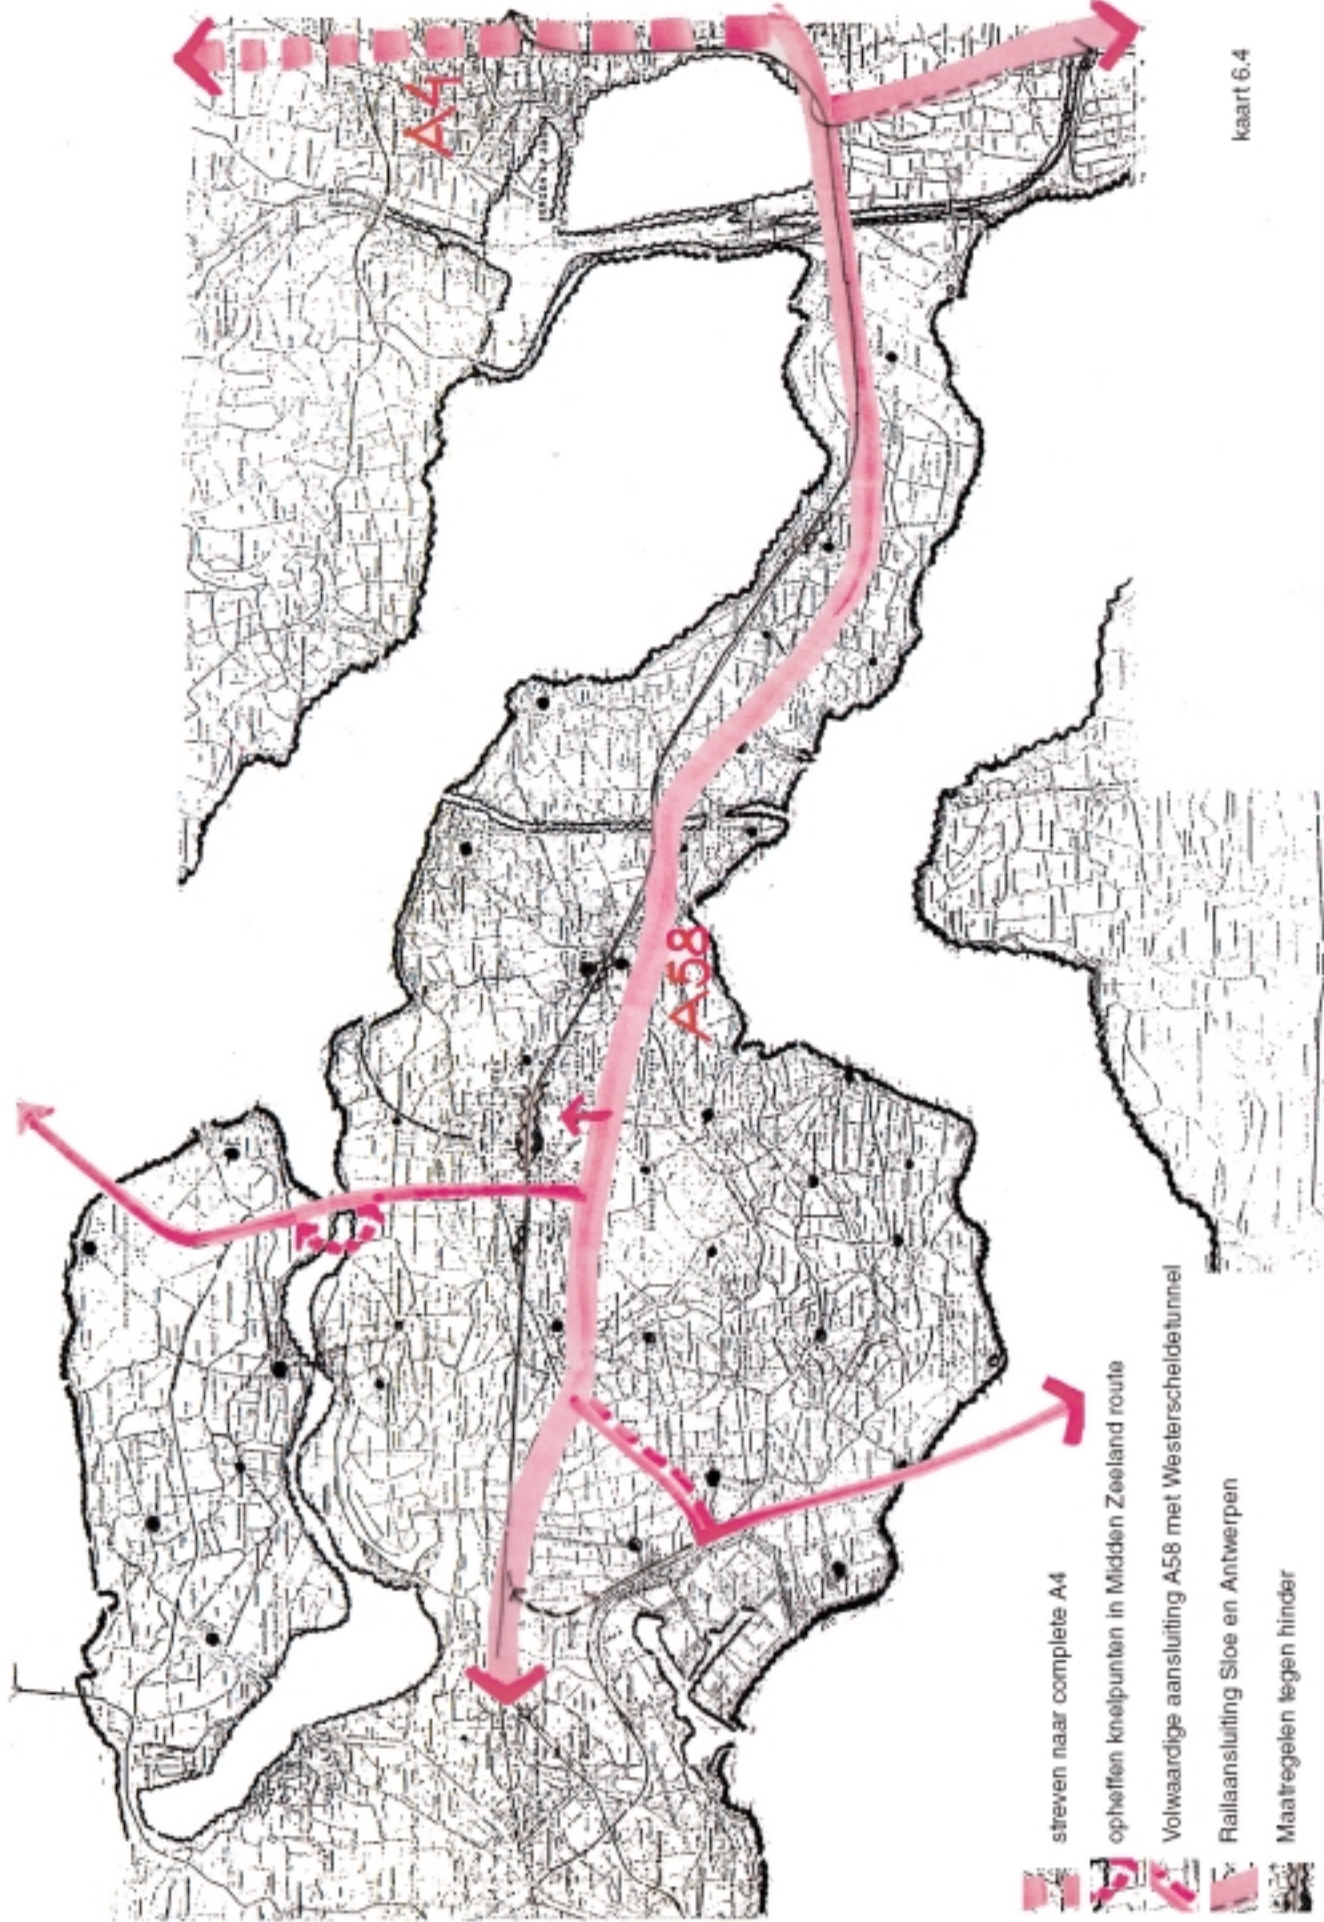 A4
A58
kaart 6.4
streven naar complete A4
opheffen knelpunten in Midden Zeeland route
Volwaardige aansluiting A58 met Westerscheldetunnel
Railaansluiting Sloe en Antwerpen
Maatregelen tegen hinder